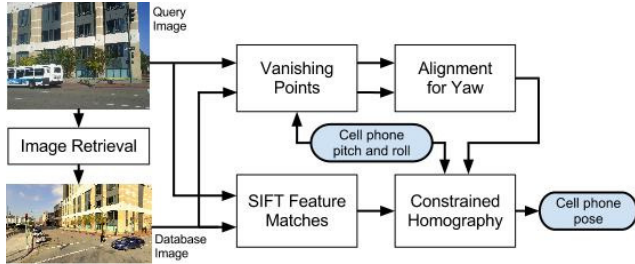 Query
Image
Vanishing
Points
Alignment
for Yaw
Image Retrieval
Cell phone
pitch and roll
SIFT Feature
Matches
Constrained
Homography
Cell phone
pose
Database
Image